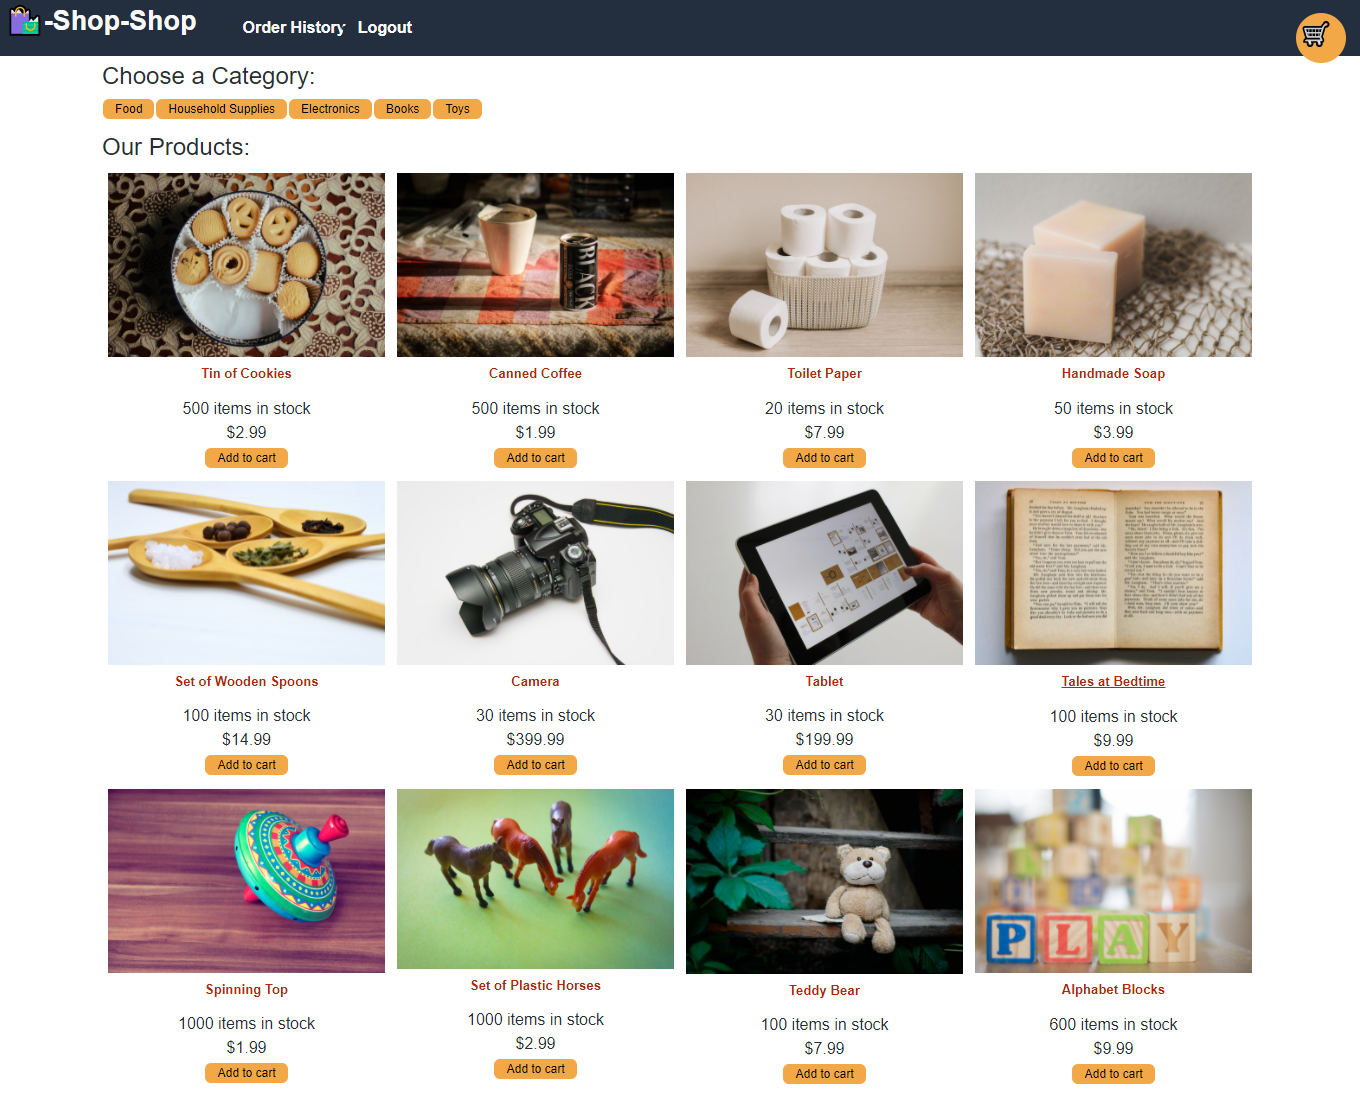 -Shop-Shop
Order History
Logout
Choose a Category:
Food
Household Supplies
Electronics
Books
Toys
Our Products:
BLACK
Tin of Cookies
Canned Coffee
Toilet Paper
Handmade Soap
500 items in stock
500 items in stock
20 items in stock
50 items in stock
$2.99
$1.99
$7.99
$3.99
Add to cart
Add to cart
Add to cart
Add to cart
Set of Wooden Spoons
Camera
Tablet
Tales at Bedtime
100 items in stock
30 items in stock
30 items in stock
100 items in stock
$14.99
$399.99
$199.99
$9.99
Add to cart
Add to cart
Add to cart
Add to cart
PLAY
Spinning Top
Set of Plastic Horses
Teddy Bear
Alphabet Blocks
1000 items in stock
1000 items in stock
100 items in stock
600 items in stock
$1.99
$2.99
$7.99
$9.99
Add to cart
Add to cart
Add to cart
Add to cart